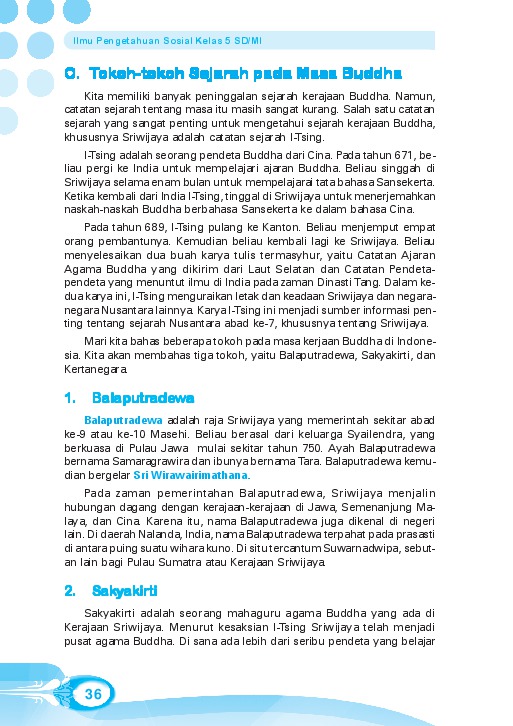 Ilmu Pengetahuan Sosial Kelas 5 SD/MI
C. Tokoh-tokoh Sejarah pada Masa Buddha
Kita memiliki banyak peninggalan sejarah kerajaan Buddha. Namun,
catatan sejarah tentang masa itu masih sangat kurang. Salah satu catatan
sejarah yang sangat penting untuk mengetahui sejarah kerajaan Buddha,
khususnya Sriwijaya adalah catatan sejarah I-Tsing.
I-Tsing adalah seorang pendeta Buddha dari Cina. Pada tahun 671, be-
liau pergi ke India untuk mempelajari ajaran Buddha. Beliau singgah di
Sriwijaya selama enam bulan untuk mempelajarai tata bahasa Sansekerta.
Ketika kembali dari India I-Tsing, tinggal di Sriwijaya untuk menerjemahkan
naskah-naskah Buddha berbahasa Sansekerta ke dalam bahasa Cina.
Pada tahun 689, I-Tsing pulang ke Kanton. Beliau menjemput empat
orang pembantunya. Kemudian beliau kembali lagi ke Sriwijaya. Beliau
menyelesaikan dua buah karya tulis termasyhur, yaitu Catatan Ajaran
Agama Buddha yang dikirim dari Laut Selatan dan Catatan Pendeta-
pendeta yang menuntut ilmu di India pada zaman Dinasti Tang. Dalam ke-
dua karya ini, I-Tsing menguraikan letak dan keadaan Sriwijaya dan negara-
negara Nusantara lainnya. Karya I-Tsing ini menjadi sumber informasi pen-
ting tentang sejarah Nusantara abad ke-7, khususnya tentang Sriwijaya.
Mari kita bahas beberapa tokoh pada masa kerjaan Buddha di Indone-
sia. Kita akan membahas tiga tokoh, yaitu Balaputradewa, Sakyakirti, dan
Kertanegara.
1. Balaputradewa
Balaputradewa adalah raja Sriwijaya yang memerintah sekitar abad
ke-9 atau ke-10 Masehi. Beliau berasal dari keluarga Syailendra, yang
berkuasa di Pulau Jawa mulai sekitar tahun 750. Ayah Balaputradewa
bernama Samaragrawira dan ibunya bernama Tara. Balaputradewa kemu-
dian bergelar Sri Wirawairimathana.
Pada zaman pemerintahan Balaputradewa, Sriwijaya menjalin
hubungan dagang dengan kerajaan-kerajaan di Jawa, Semenanjung Ma-
laya, dan Cina. Karena itu, nama Balaputradewa juga dikenal di negeri
lain. Di daerah Nalanda, India, nama Balaputradewa terpahat pada prasasti
di antara puing suatu wihara kuno. Di situ tercantum Suwarnadwipa, sebut-
an lain bagi Pulau Sumatra atau Kerajaan Sriwijaya.
2. Sakyakirti
Sakyakirti adalah seorang mahaguru agama Buddha yang ada di
Kerajaan Sriwijaya. Menurut kesaksian I-Tsing Sriwijaya telah menjadi
pusat agama Buddha. Di sana ada lebih dari seribu pendeta yang belajar
36